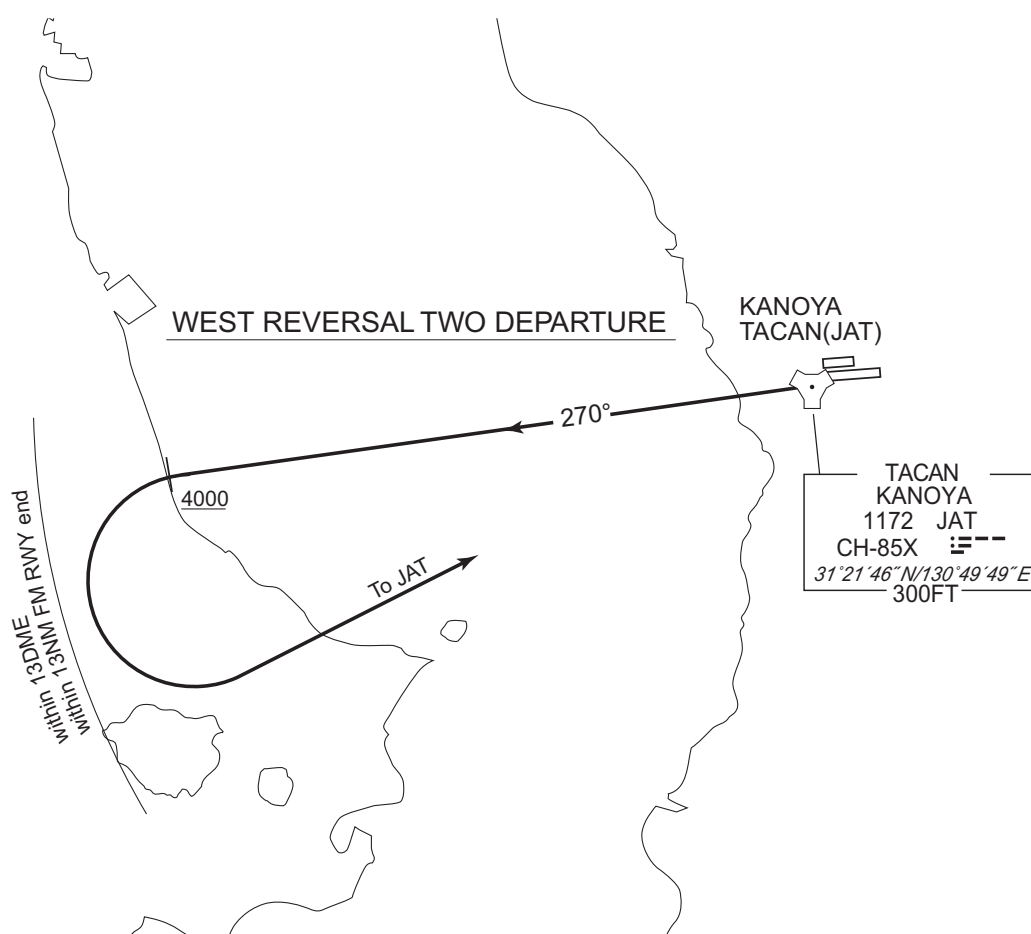 WEST REVERSAL TWO DEPARTURE
KANOYA
TACAN(JAT)
270°
4000
To JAT
within 13DME
within 13NM FM RWY end
TACAN
KANOYA
1172 JAT
CH-85X
31°21´46˝N/130°49´49˝E
300FT